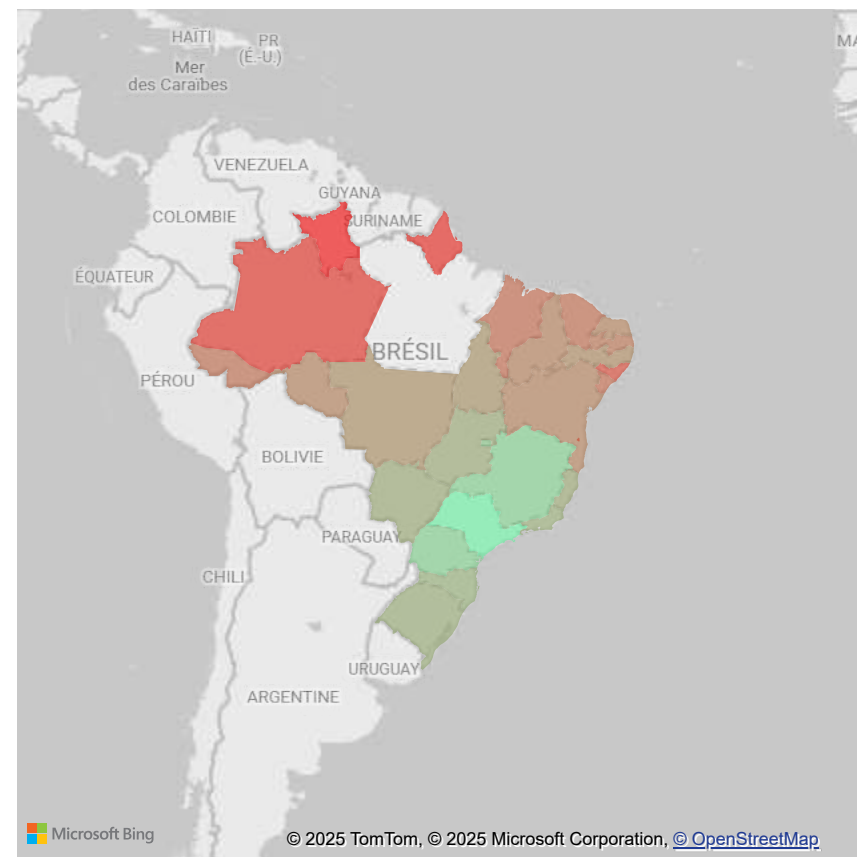 HAÏTI
PR
(É.-U.)
Mer
des Caraïbes
VENEZUELA
GUYANA
SURINAME
COLOMBIE
ÉQUATEUR
BRÉSIL
PÉROU
BOLIVIE
PARAGUAY
CHILI
URUGUAY
ARGENTINE
Microsoft Bing
© 2025 TomTom, © 2025 Microsoft Corporation, © OpenStreetMap